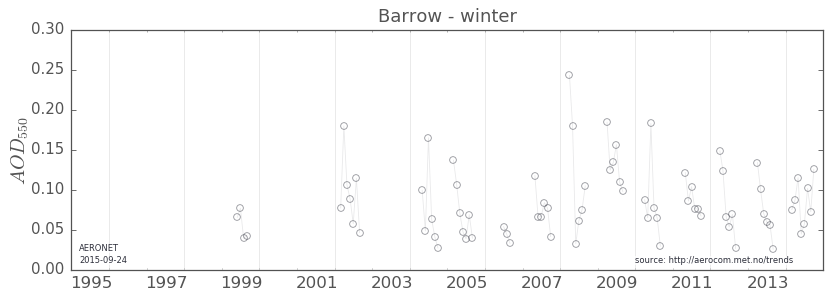 Barrow - winter
0.30
0.25
0.20
0.15
0.10
0.05
0.00
AOD550
AERONET
2015-09-24
source: http://aerocom.met.no/trends
1995 1997 1999 2001 2003 2005 2007 2009 2011 2013